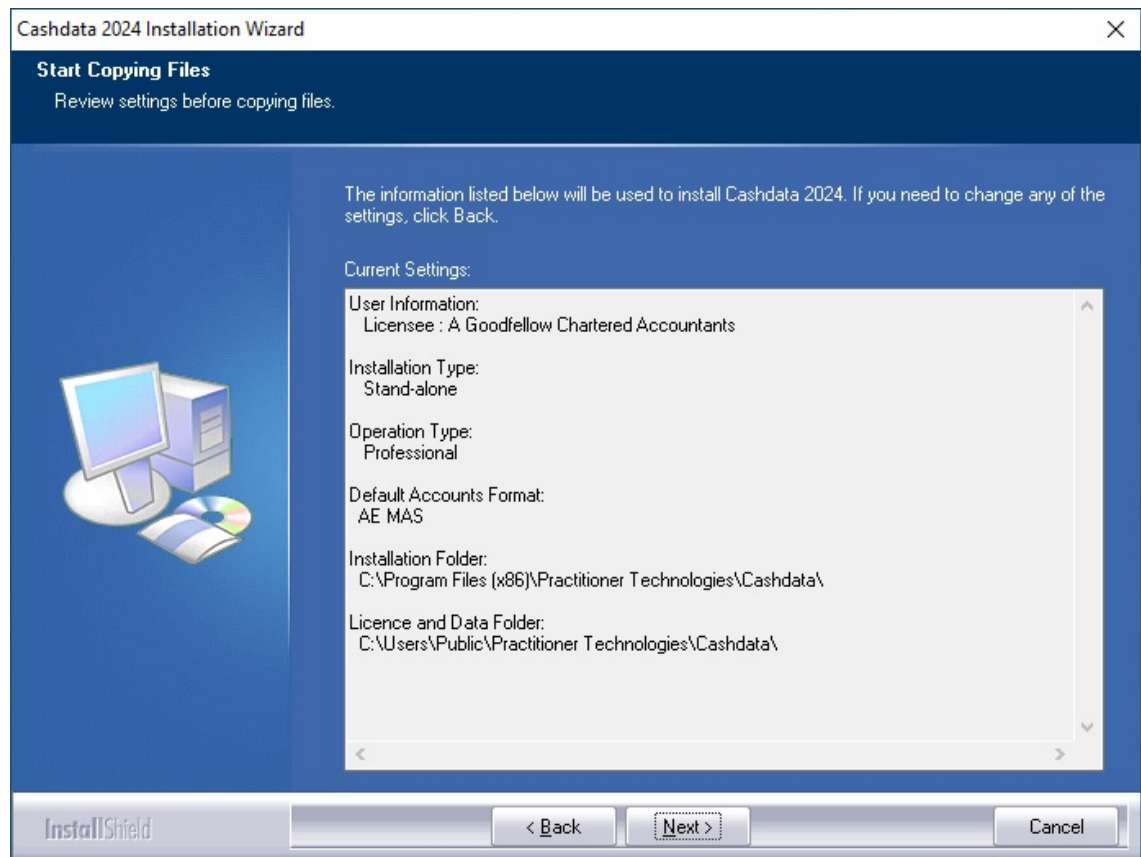 Cashdata 2024 Installation Wizard
Start Copying Files
Review settings before copying files.
The information listed below will be used to install Cashdata 2024. If you need to change any of the
settings, click Back.
Current Settings:
User Information:
Licensee : A Goodfellow Chartered Accountants
Installation Type:
Stand-alone
Operation Type:
Professional
Default Accounts Format:
AE MAS
Installation Folder:
C:\Program Files (x86)\Practitioner Technologies\Cashdata\
Licence and Data Folder:
C:\Users\Public\Practitioner Technologies\Cashdata\
InstallShield
< Back
Next >
Cancel